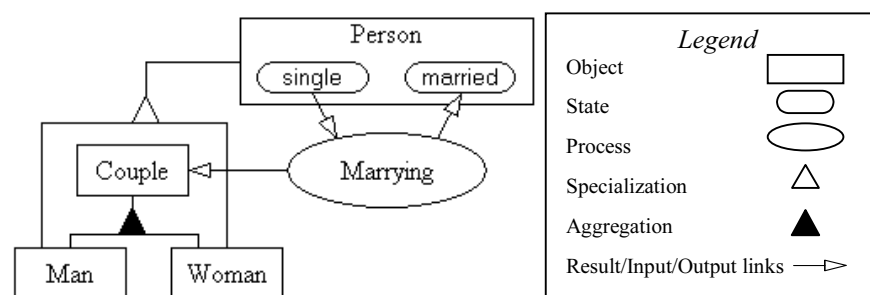 Person
single married
Couple
Marrying
Man
Woman
Legend
Object
State
Process
Specialization
Aggregation
Result/Input/Output links